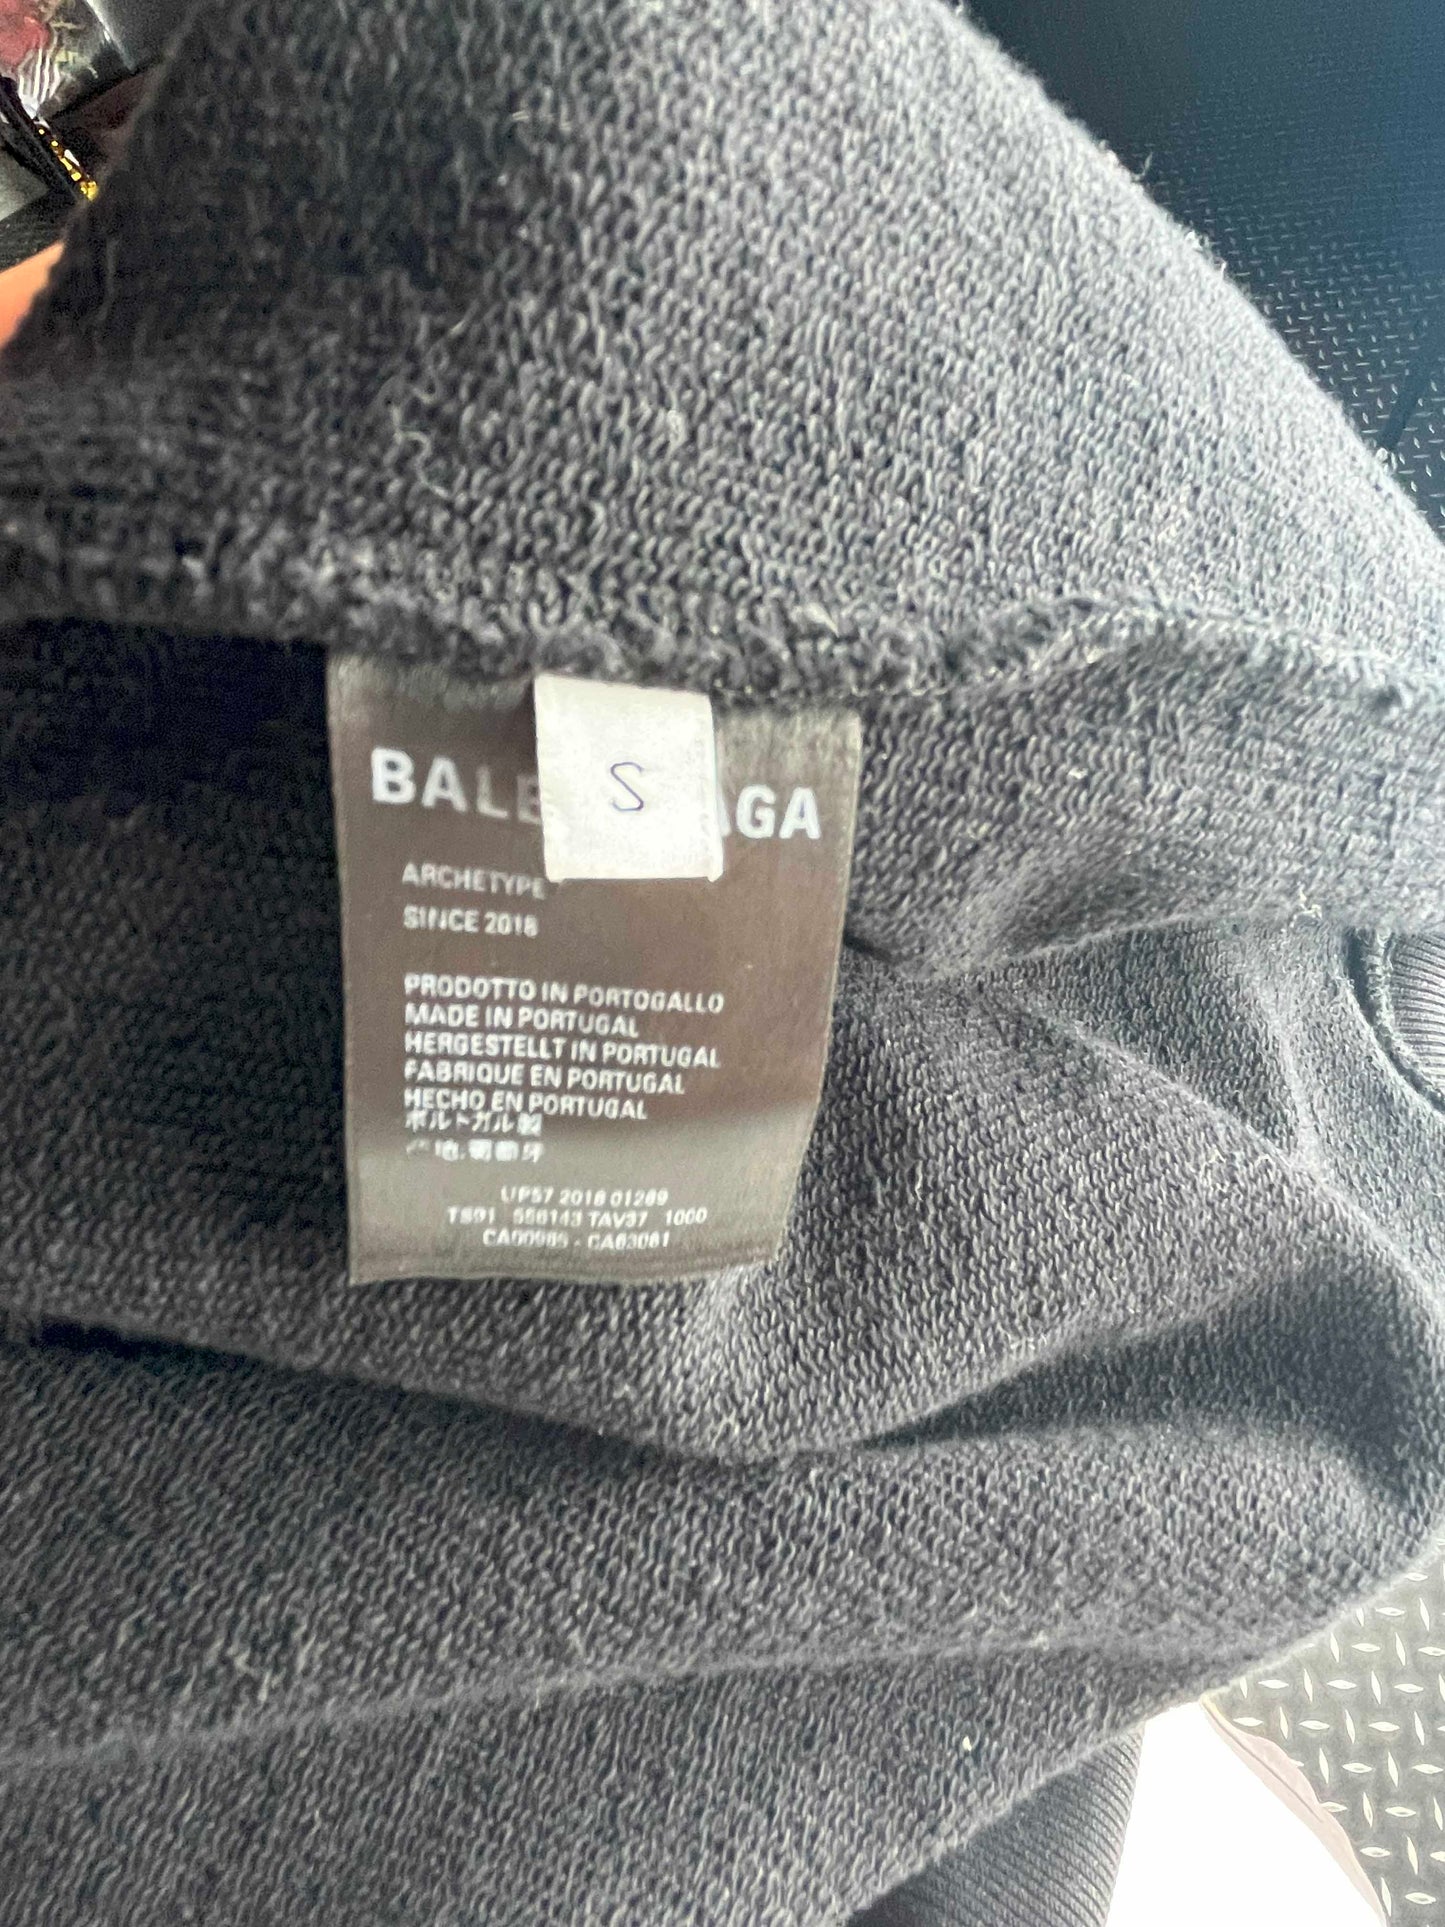 BALE AGA
S
ARCHETYPE
SINCE 2018
PRODOTTO IN PORTOGALLO
MADE IN PORTUGAL
HERGESTELLT IN PORTUGAL
FABRIQUE EN PORTUGAL
HECHO EN PORTUGAL
ポルトガル製
UP57 2018 01289
TS91 556143 TAV37 1000